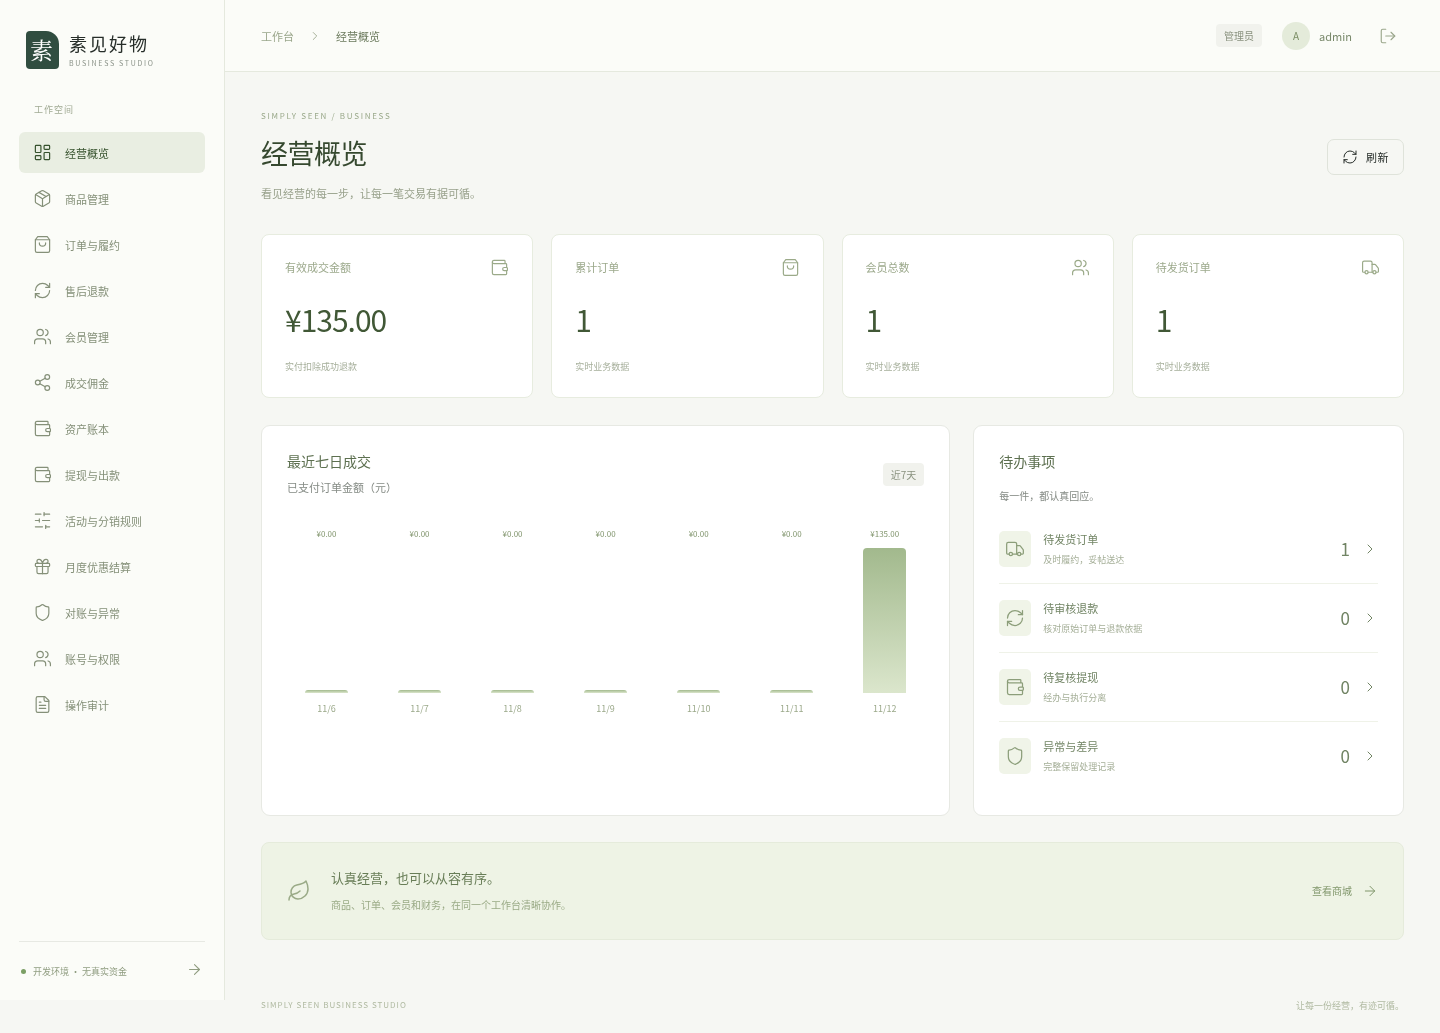 素 素见好物
BUSINESS STUDIO
工作空间
经营概览
商品管理
订单与履约
售后退款
会员管理
成交佣金
资产账本
提现与出款
活动与分销规则
月度优惠结算
对账与异常
账号与权限
操作审计
开发环境 · 无真实资金
工作台 经营概览
管理员 A admin
SIMPLY SEEN / BUSINESS
经营概览
看见经营的每一步，让每一笔交易有据可循。
刷新
有效成交金额
¥135.00
实付扣除成功退款
累计订单
1
实时业务数据
会员总数
1
实时业务数据
待发货订单
1
实时业务数据
最近七日成交
已支付订单金额（元）
近7天
¥0.00 ¥0.00 ¥0.00 ¥0.00 ¥0.00 ¥0.00 ¥135.00
11/6 11/7 11/8 11/9 11/10 11/11 11/12
待办事项
每一件，都认真回应。
待发货订单
及时履约，妥帖送达
1
待审核退款
核对原始订单与退款依据
0
待复核提现
经办与执行分离
0
异常与差异
完整保留处理记录
0
认真经营，也可以从容有序。
商品、订单、会员和财务，在同一个工作台清晰协作。
查看商城
SIMPLY SEEN BUSINESS STUDIO
让每一份经营，有迹可循。